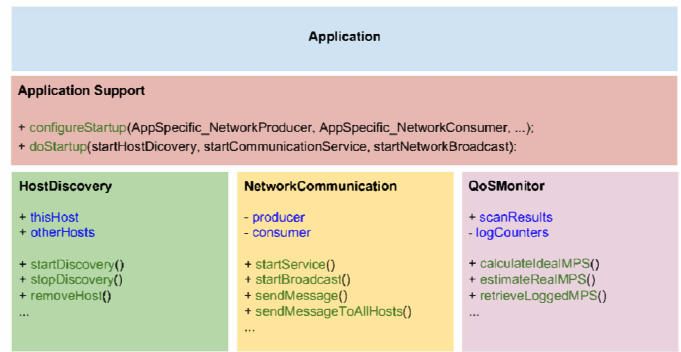 Application
Application Support
+ configureStartup(AppSpecific_NetworkProducer, AppSpecific_NetworkConsumer, ...);
+ doStartup(startHostDicovery, startCommunicationService, startNetworkBroadcast):
HostDiscovery
+ thisHost
+ otherHosts
+ startDiscovery()
+ stopDiscovery()
+ removeHost()
...
NetworkCommunication
- producer
- consumer
+ startService()
+ startBroadcast()
+ sendMessage()
+ sendMessageToAllHosts()
...
QoSMonitor
+ scanResults
- logCounters
+ calculateIdealMPS()
+ estimateRealMPS()
+ retrieveLoggedMPS()
...